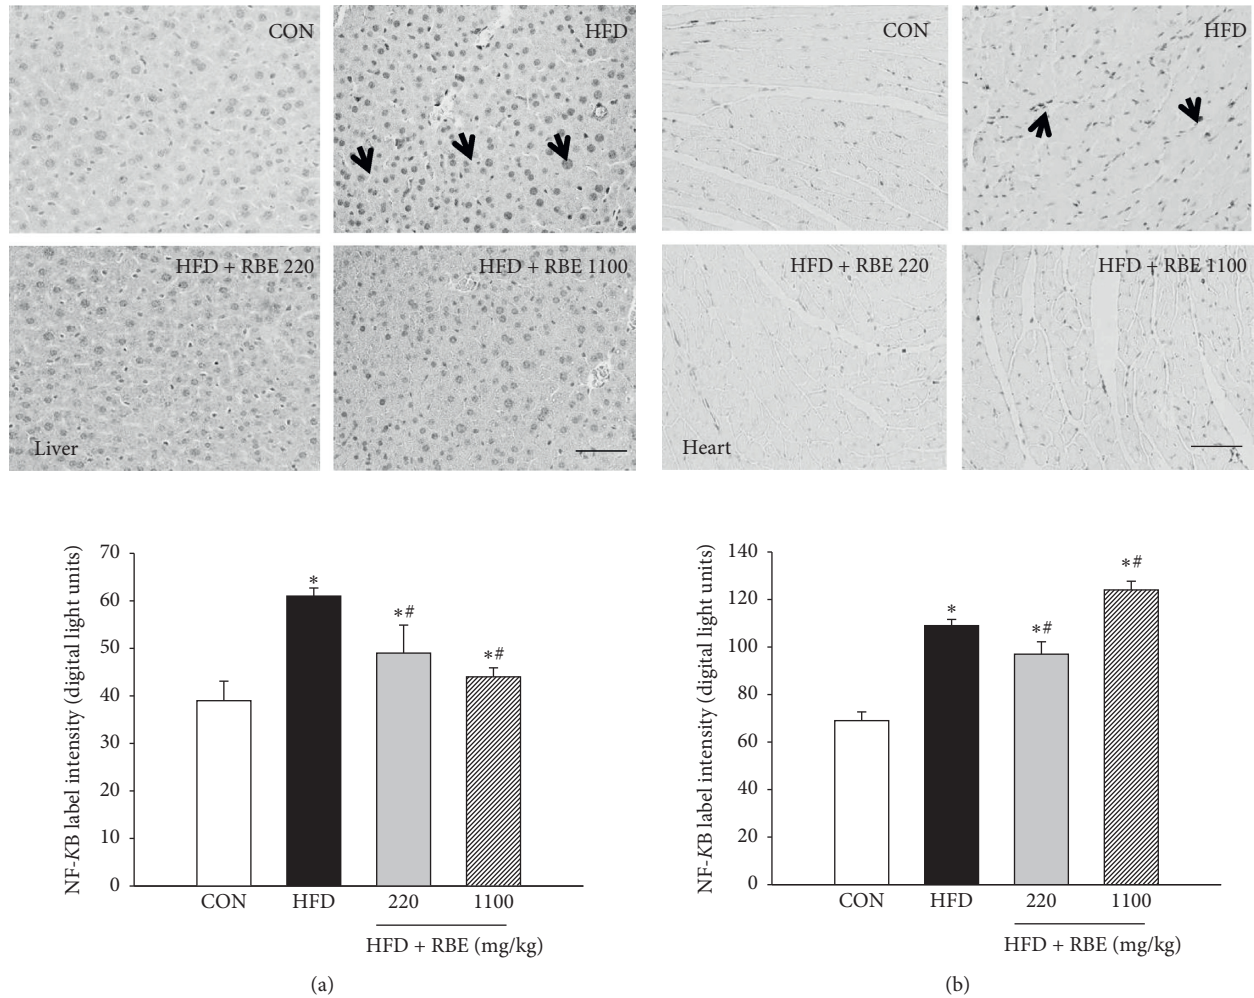 CON
HFD
HFD + RBE 220
HFD + RBE 1100
Liver
CON
HFD
HFD + RBE 220
HFD + RBE 1100
Heart
NF-KB label intensity (digital light units)
70
60
50
40
30
20
10
0
*
*#
*#
CON
HFD
220
1100
HFD + RBE (mg/kg)
(a)
NF-KB label intensity (digital light units)
140
120
100
80
60
40
20
0
*
*#
*#
CON
HFD
220
1100
HFD + RBE (mg/kg)
(b)